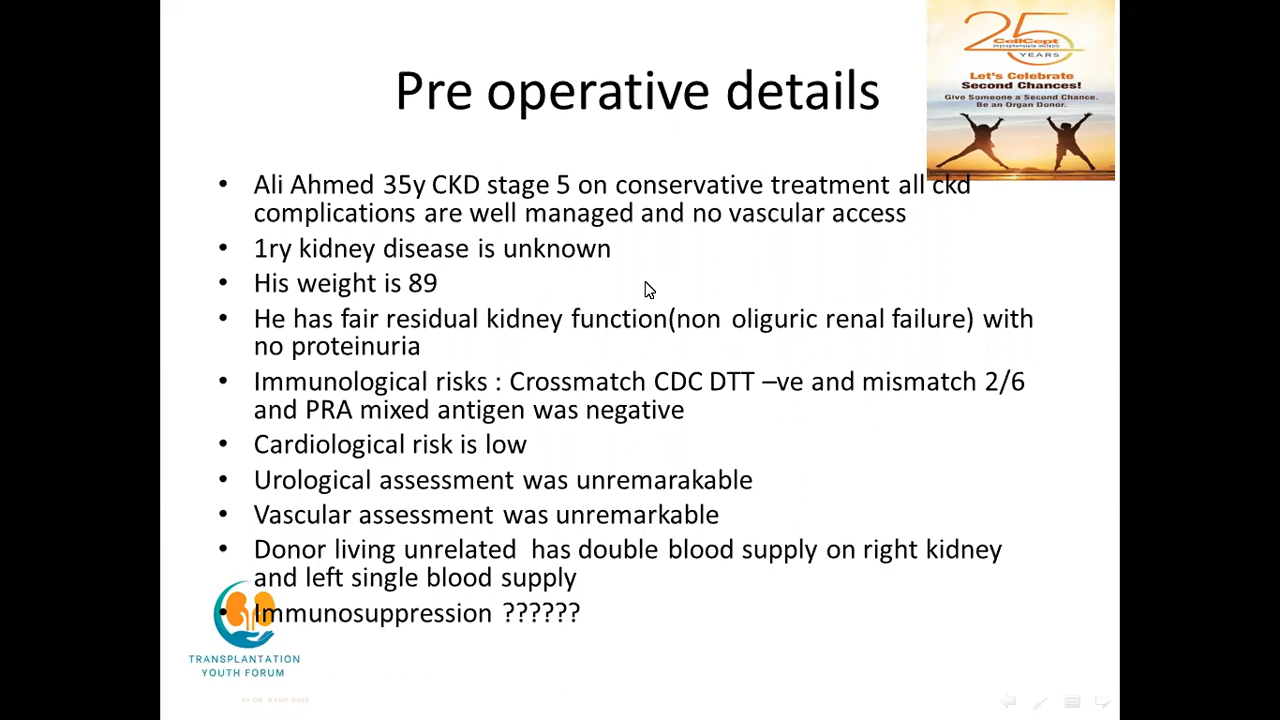 25
CellCept
(mycophenolate mofetil)
YEARS
Let's Celebrate
Second Chances!
Give Someone a Second Chance.
Be an Organ Donor.
Pre operative details
• Ali Ahmed 35y CKD stage 5 on conservative treatment all ckd
complications are well managed and no vascular access
• 1ry kidney disease is unknown
• His weight is 89
• He has fair residual kidney function(non oliguric renal failure) with
no proteinuria
• Immunological risks : Crossmatch CDC DTT –ve and mismatch 2/6
and PRA mixed antigen was negative
• Cardiological risk is low
• Urological assessment was unremarakable
• Vascular assessment was unremarkable
• Donor living unrelated has double blood supply on right kidney
and left single blood supply
• Immunosuppression ??????
TRANSPLANTATION
YOUTH FORUM